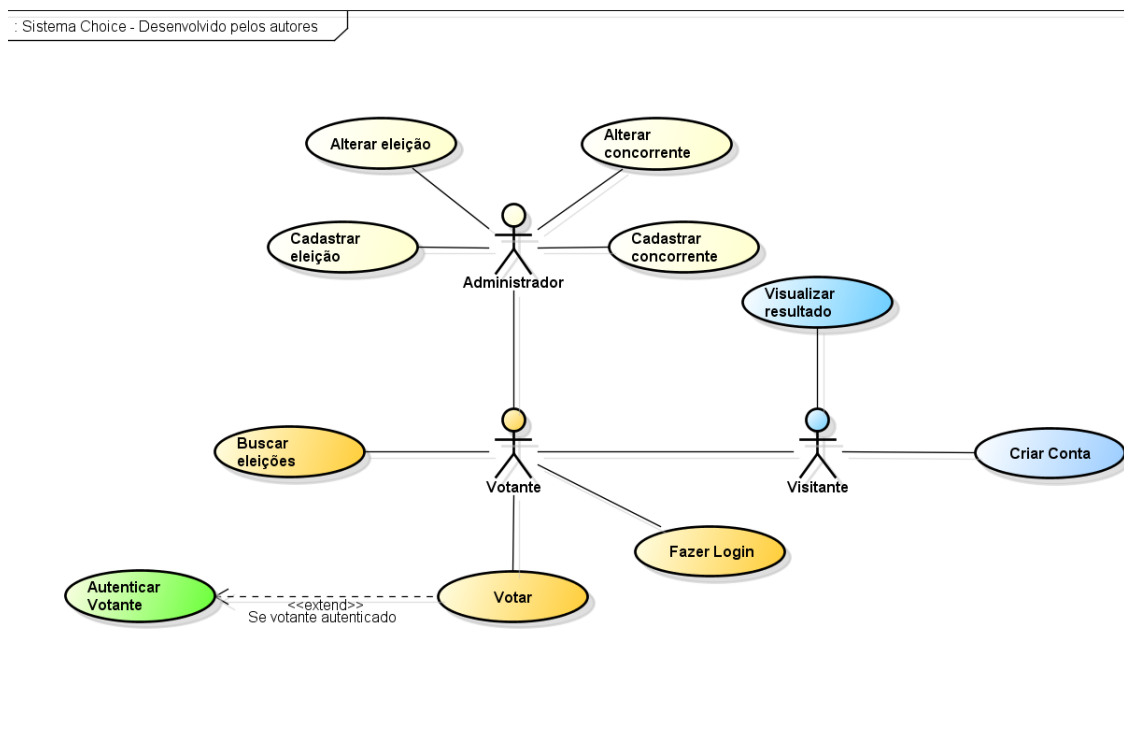 : Sistema Choice - Desenvolvido pelos autores
Alterar eleição
Alterar
concorrente
Cadastrar
eleição
Cadastrar
concorrente
Administrador
Visualizar
resultado
Buscar
eleições
Votante
Visitante
Criar Conta
Fazer Login
Autenticar
Votante
<<extend>>
Se votante autenticado
Votar